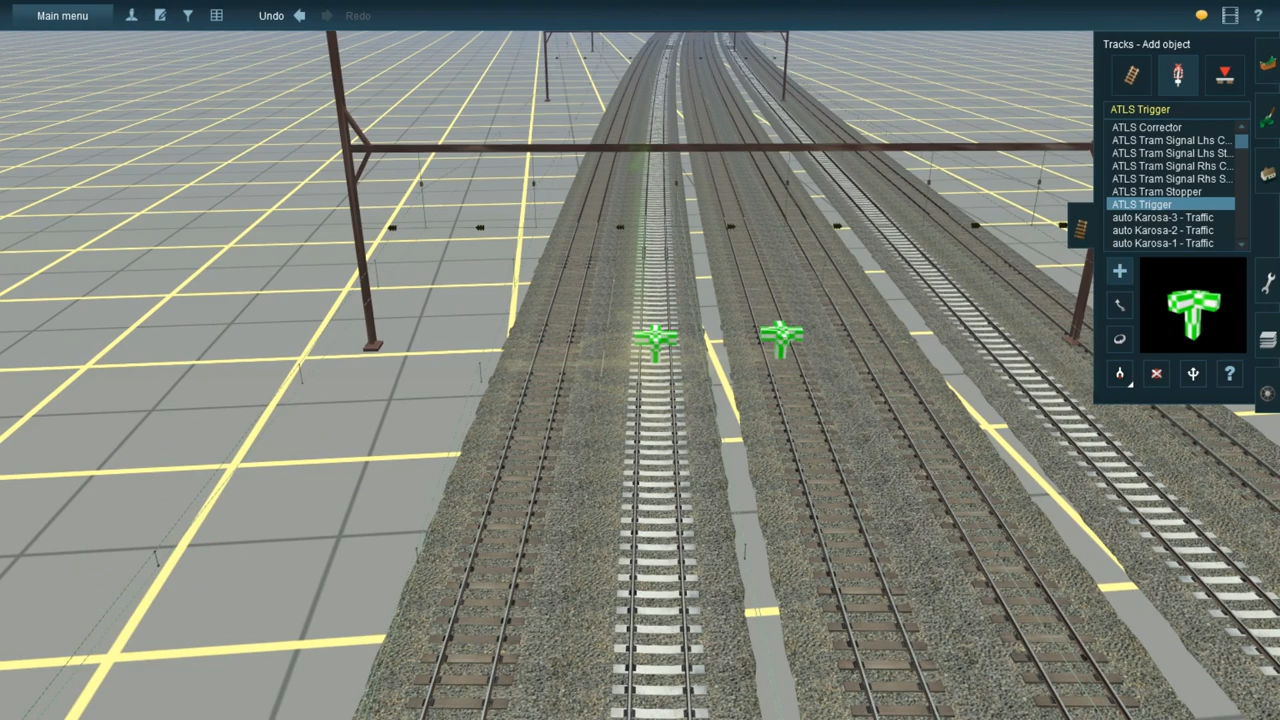 Main menu
Undo
Redo
?
Tracks - Add object
ATLS Trigger
ATLS Corrector
ATLS Tram Signal Lhs C...
ATLS Tram Signal Lhs St...
ATLS Tram Signal Rhs C...
ATLS Tram Signal Rhs S...
ATLS Tram Stopper
ATLS Trigger
auto Karosa-3 - Traffic
auto Karosa-2 - Traffic
auto Karosa-1 - Traffic
?